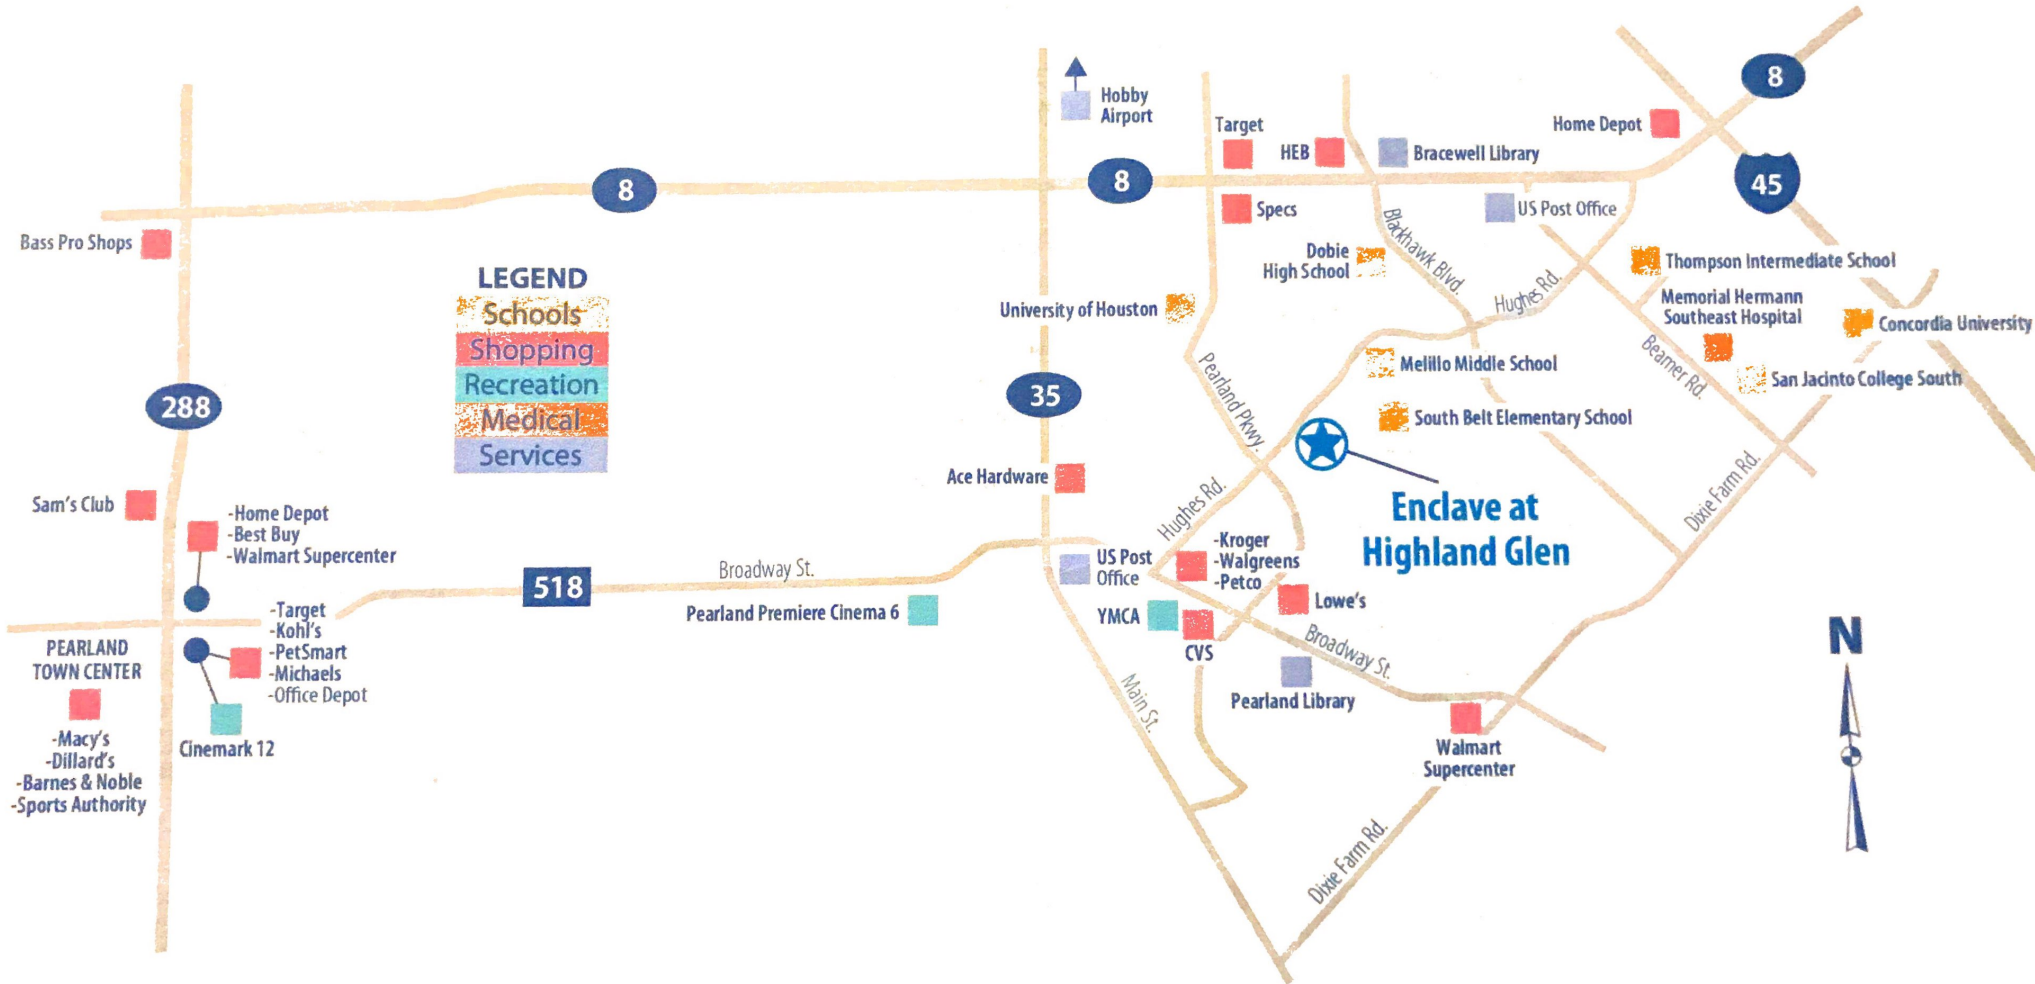 8
Hobby
Airport
Target
HEB
Bracewell Library
Home Depot
8
8
45
Specs
US Post Office
Bass Pro Shops
Blackhawk Blvd.
Dobie
High School
Thompson Intermediate School
LEGEND
Schools
Shopping
Recreation
Medical
Services
University of Houston
Hughes Rd.
Memorial Hermann
Southeast Hospital
Concordia University
Melillo Middle School
Beamer Rd.
San Jacinto College South
288
35
Pearland Pkwy.
South Belt Elementary School
Ace Hardware
Sam's Club
-Home Depot
-Best Buy
-Walmart Supercenter
Hughes Rd.
Enclave at
Highland Glen
Dixie Farm Rd.
518
Broadway St.
US Post
Office
-Kroger
-Walgreens
-Petco
Lowe's
-Target
-Kohl's
-PetSmart
-Michaels
-Office Depot
Pearland Premiere Cinema 6
YMCA
CVS
Broadway St.
N
PEARLAND
TOWN CENTER
-Macy's
-Dillard's
-Barnes & Noble
-Sports Authority
Cinemark 12
Main St.
Pearland Library
Walmart
Supercenter
Dixie Farm Rd.